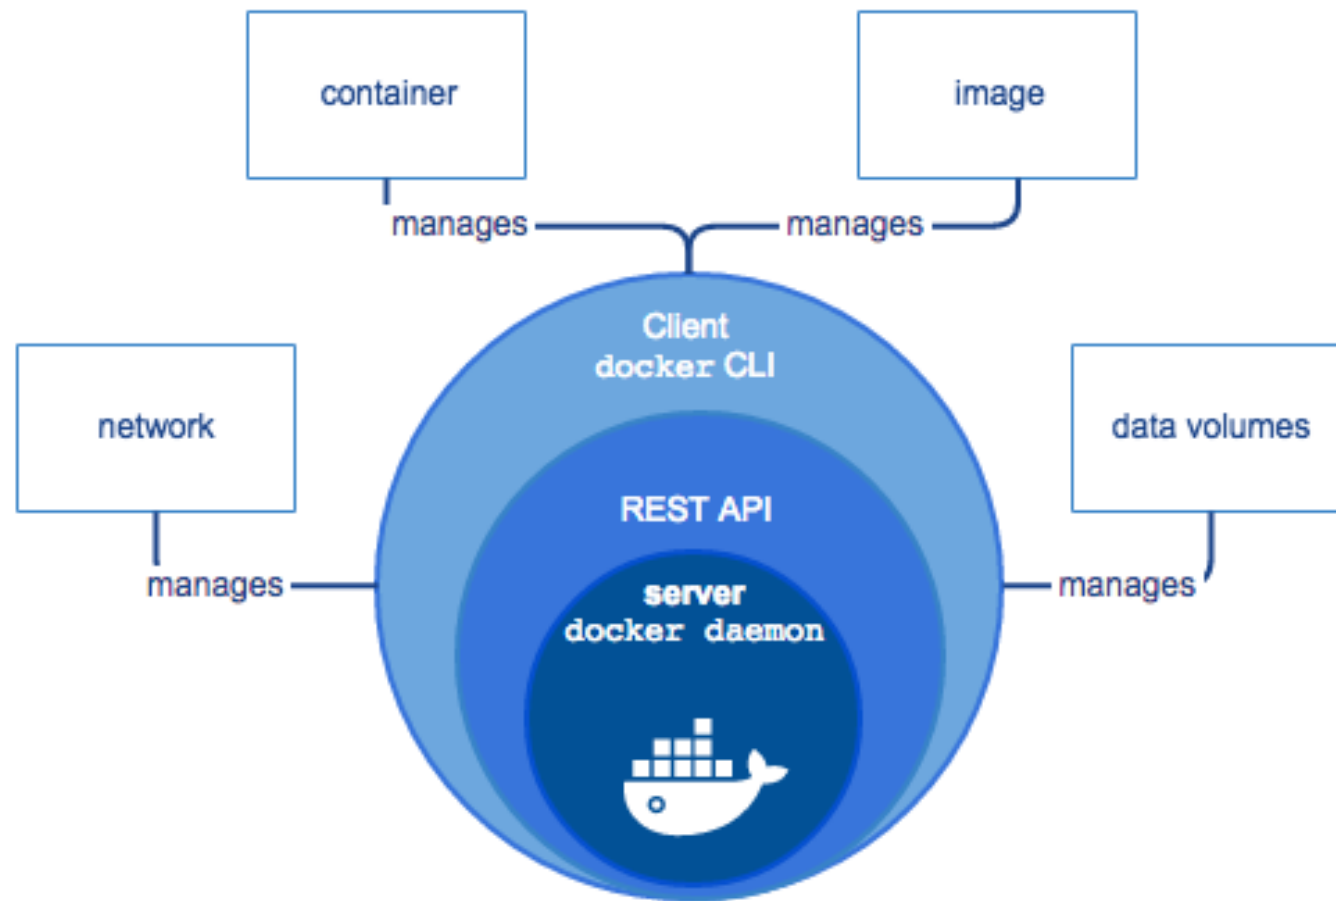 container
image
manages
manages
Client
docker CLI
network
data volumes
REST API
manages
server
docker daemon
manages